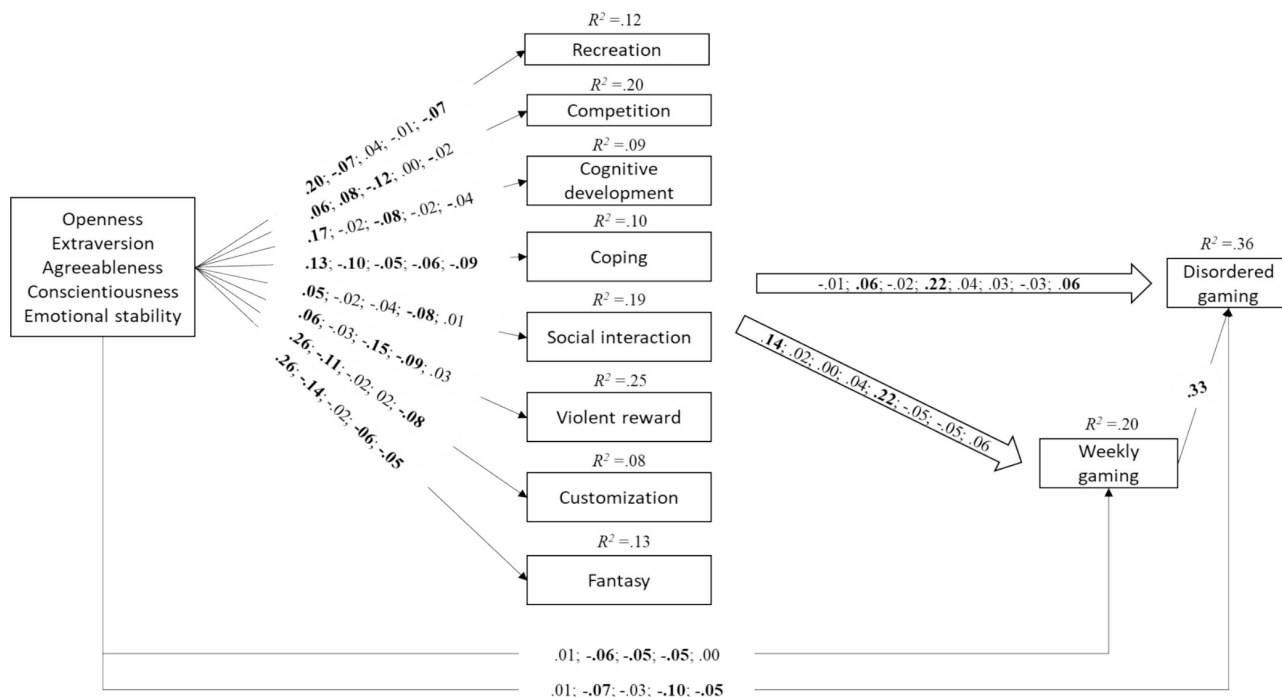 R² =.12
Recreation
R² =.20
Competition
R² =.09
Cognitive
development
R² =.10
Coping
R² =.19
Social interaction
R² =.25
Violent reward
R² =.08
Customization
R² =.13
Fantasy
Openness
Extraversion
Agreeableness
Conscientiousness
Emotional stability
.20; -.07; .04; -.01; -.07
.06; .08; -.12; .00; -.02
.17; -.02; -.08; -.02; -.04
.13; -.10; -.05; -.06; -.09
.05; -.02; -.04; -.08; .01
.06; -.03; -.15; -.09; .03
.26; -.11; -.02; 02; -.08
.26; -.14; -.02; -.06; -.05
-.01; .06; -.02; .22; .04; .03; -.03; .06
.14; .02; .00; .04; .22; -.05; -.05; .06
R² =.36
Disordered
gaming
.33
R² =.20
Weekly
gaming
.01; -.06; -.05; -.05; .00
.01; -.07; -.03; -.10; -.05